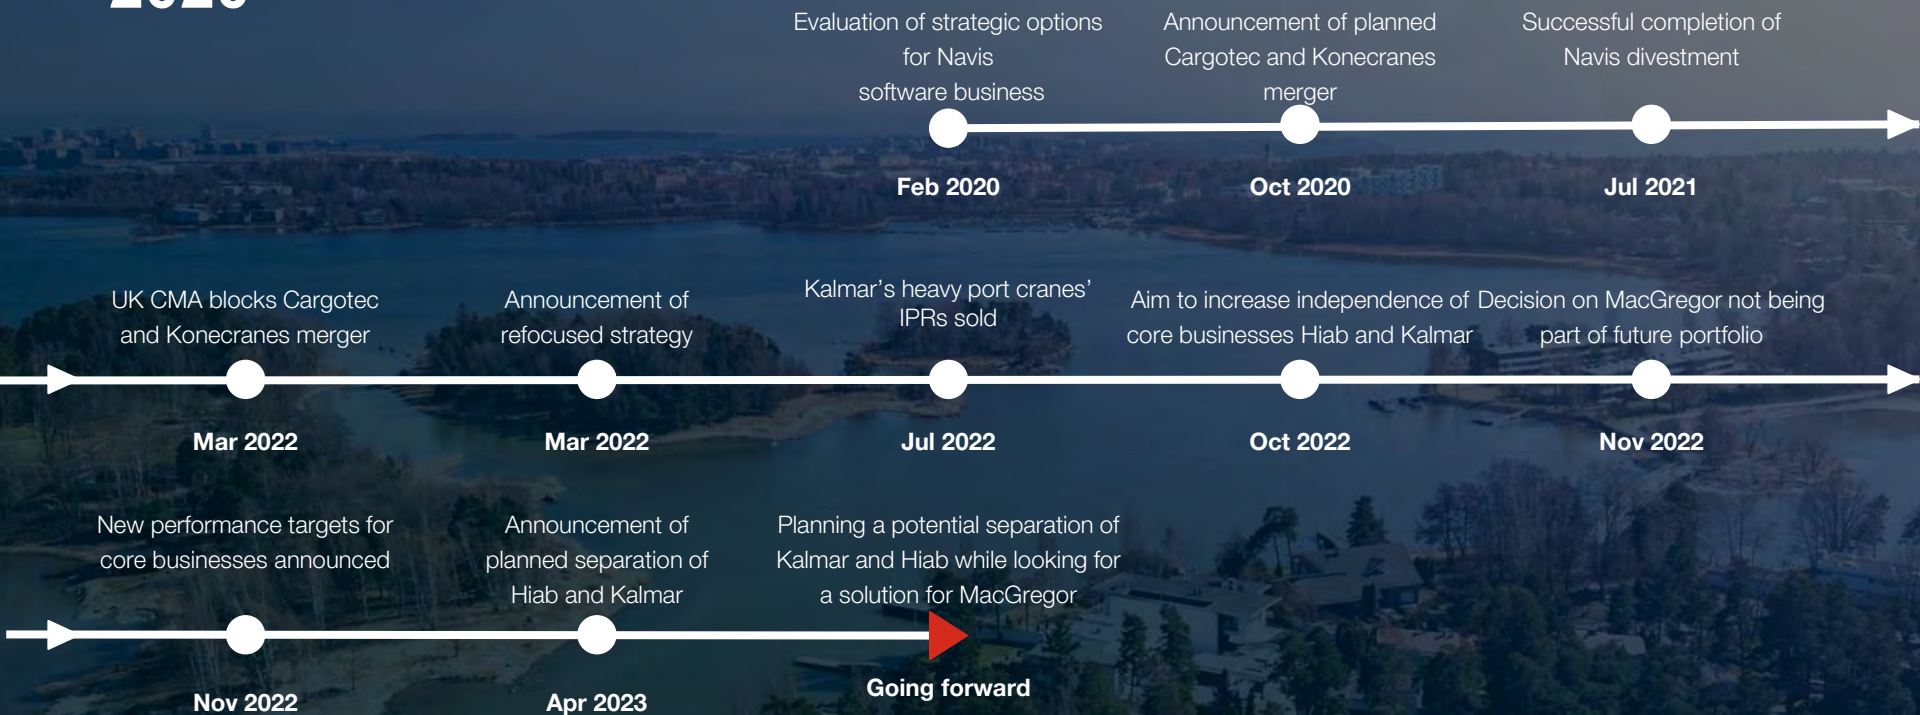 Evaluation of strategic options
for Navis
software business
Feb 2020
Announcement of planned
Cargotec and Konecranes
merger
Oct 2020
Successful completion of
Navis divestment
Jul 2021
UK CMA blocks Cargotec
and Konecranes merger
Mar 2022
Announcement of
refocused strategy
Mar 2022
Kalmar’s heavy port cranes’
IPRs sold
Jul 2022
Aim to increase independence of
core businesses Hiab and Kalmar
Oct 2022
Decision on MacGregor not being
part of future portfolio
Nov 2022
New performance targets for
core businesses announced
Nov 2022
Announcement of
planned separation of
Hiab and Kalmar
Apr 2023
Planning a potential separation of
Kalmar and Hiab while looking for
a solution for MacGregor
Going forward